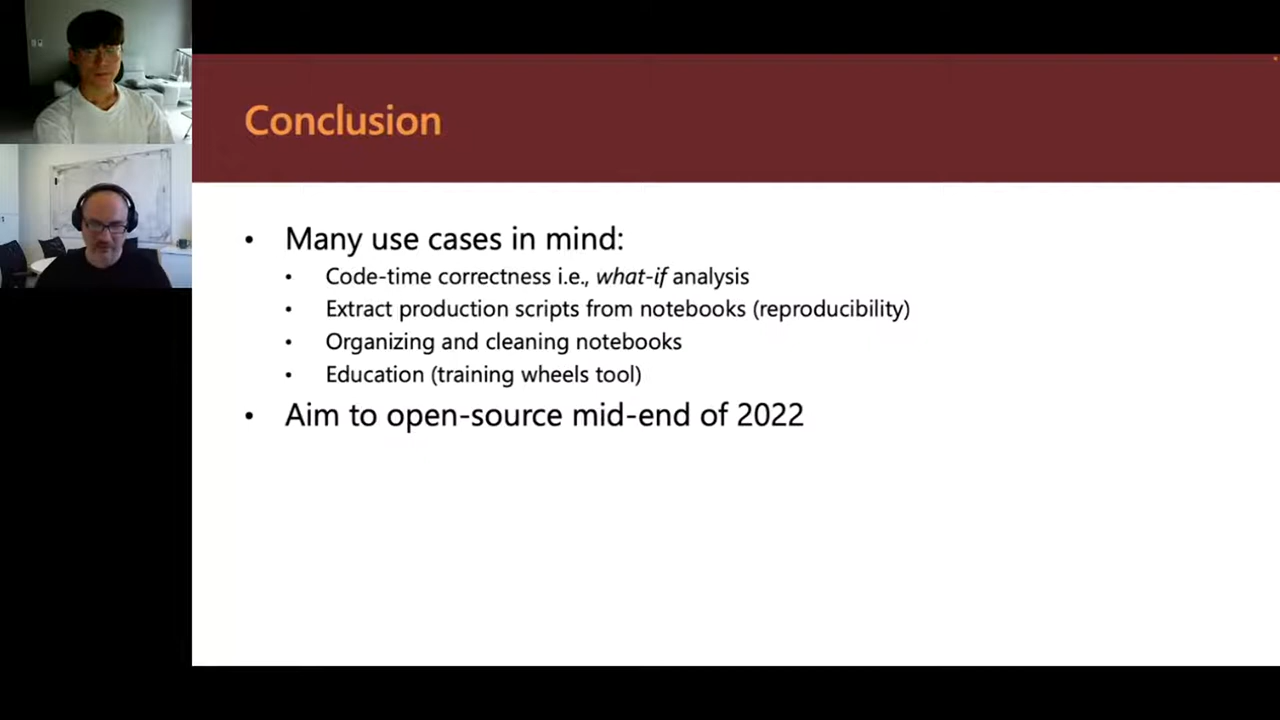 Conclusion
• Many use cases in mind:
• Code-time correctness i.e., what-if analysis
• Extract production scripts from notebooks (reproducibility)
• Organizing and cleaning notebooks
• Education (training wheels tool)
• Aim to open-source mid-end of 2022